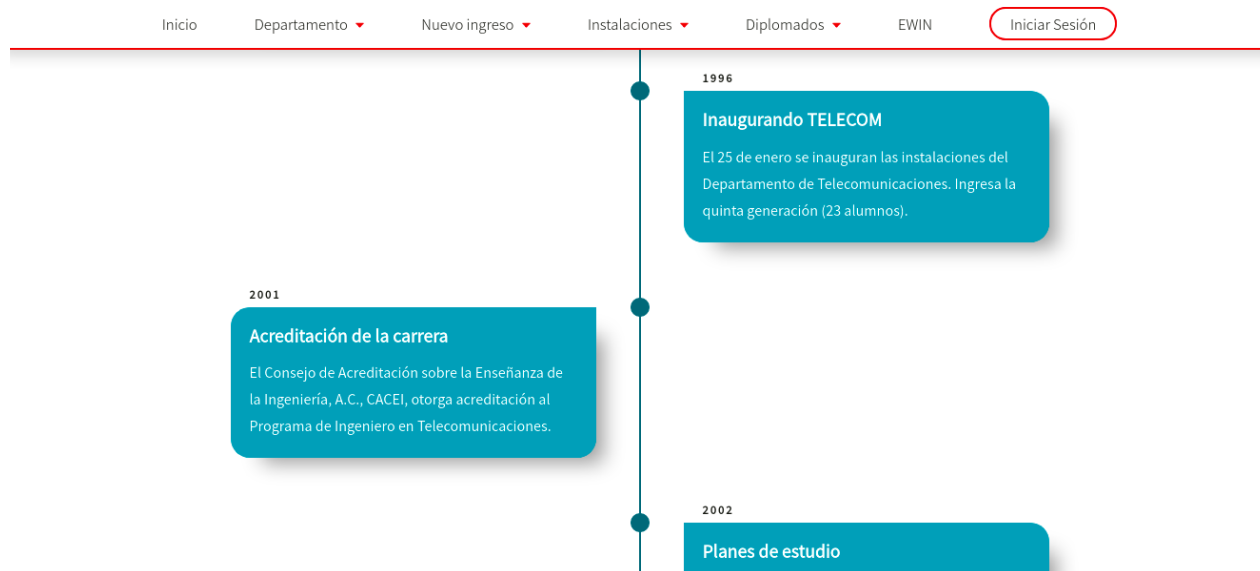 Inicio Departamento Nuevo ingreso Instalaciones Diplomados EWIN Iniciar Sesión
1996
Inaugurando TELECOM
El 25 de enero se inauguran las instalaciones del
Departamento de Telecomunicaciones. Ingresa la
quinta generación (23 alumnos).
2001
Acreditación de la carrera
El Consejo de Acreditación sobre la Enseñanza de
la Ingeniería, A.C., CACEI, otorga acreditación al
Programa de Ingeniero en Telecomunicaciones.
2002
Planes de estudio